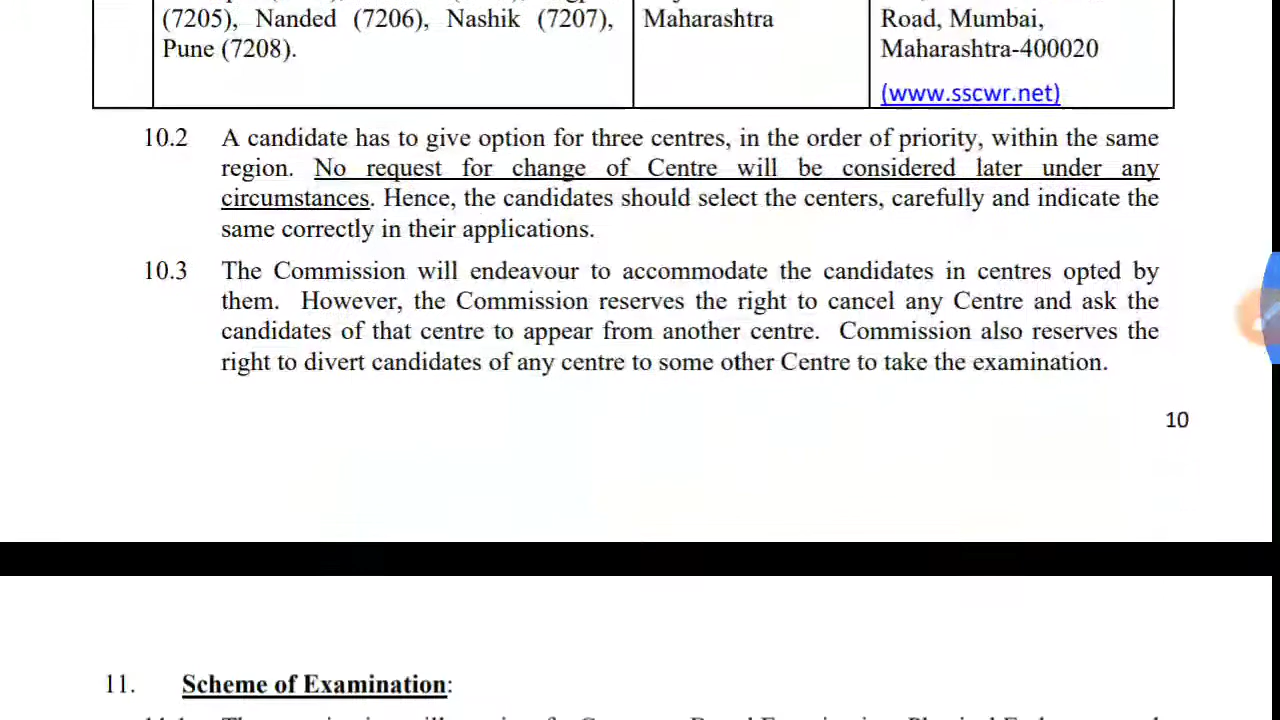 (7205), Nanded (7206), Nashik (7207),
Pune (7208).
Maharashtra
Road, Mumbai,
Maharashtra-400020
(www.sscwr.net)
10.2 A candidate has to give option for three centres, in the order of priority, within the same
region. No request for change of Centre will be considered later under any
circumstances. Hence, the candidates should select the centers, carefully and indicate the
same correctly in their applications.
10.3 The Commission will endeavour to accommodate the candidates in centres opted by
them. However, the Commission reserves the right to cancel any Centre and ask the
candidates of that centre to appear from another centre. Commission also reserves the
right to divert candidates of any centre to some other Centre to take the examination.
10
11. Scheme of Examination: